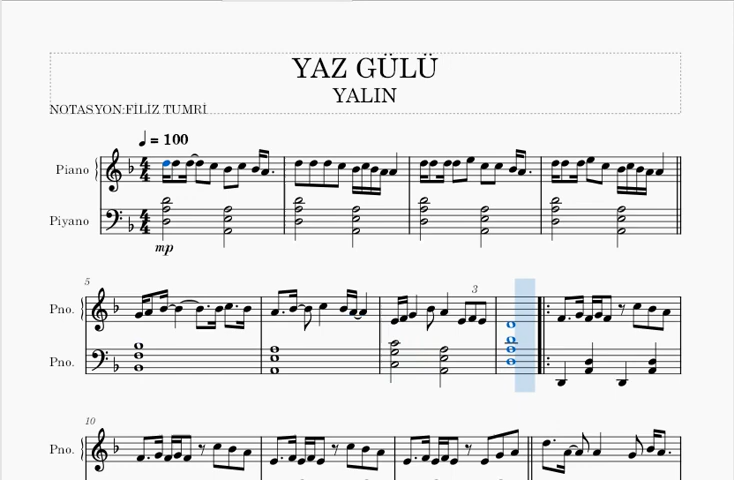 YAZ GÜLÜ
YALIN
NOTASYON:FİLİZ TUMRİ
♩ = 100
Piano
Piyano
mp
5
3
Pno.
Pno.
10
Pno.